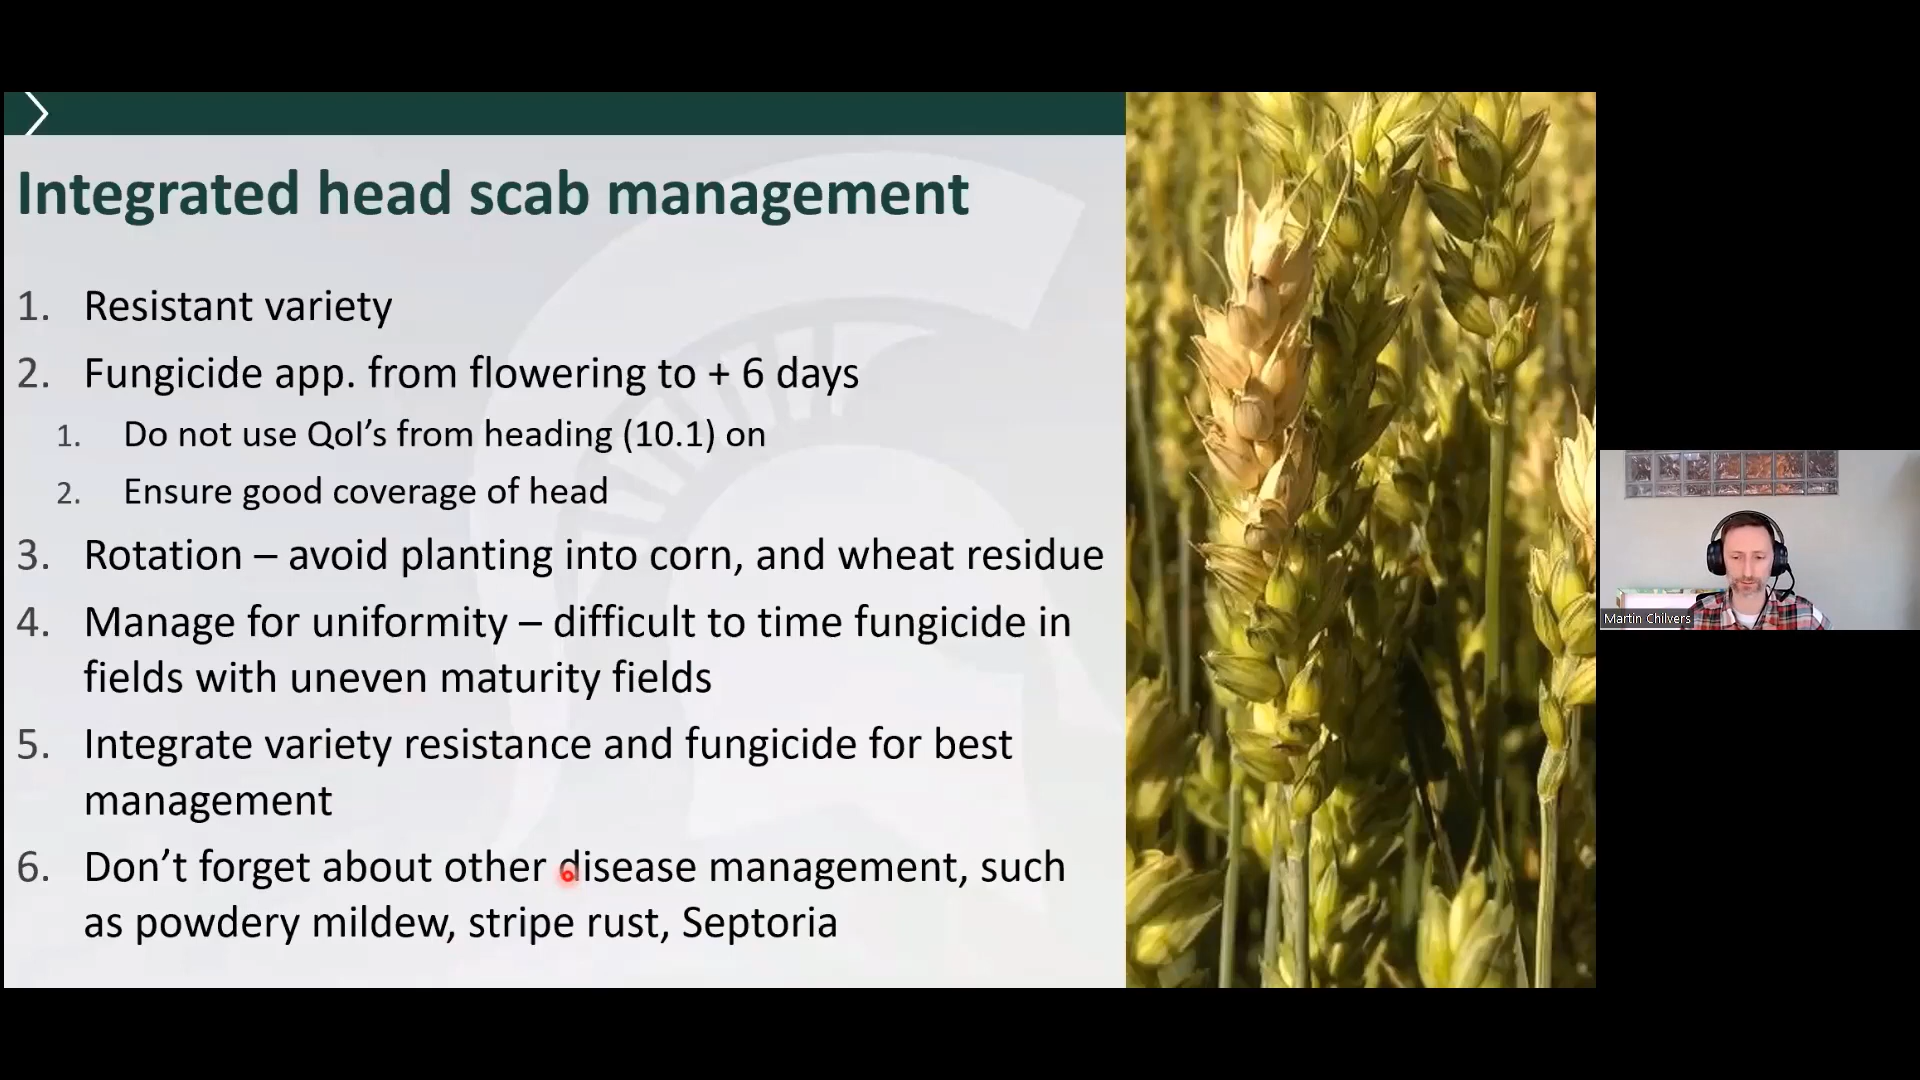 Integrated head scab management
1. Resistant variety
2. Fungicide app. from flowering to + 6 days
1. Do not use QoI’s from heading (10.1) on
2. Ensure good coverage of head
3. Rotation – avoid planting into corn, and wheat residue
4. Manage for uniformity – difficult to time fungicide in
fields with uneven maturity fields
5. Integrate variety resistance and fungicide for best
management
6. Don’t forget about other disease management, such
as powdery mildew, stripe rust, Septoria
Martin Chilvers